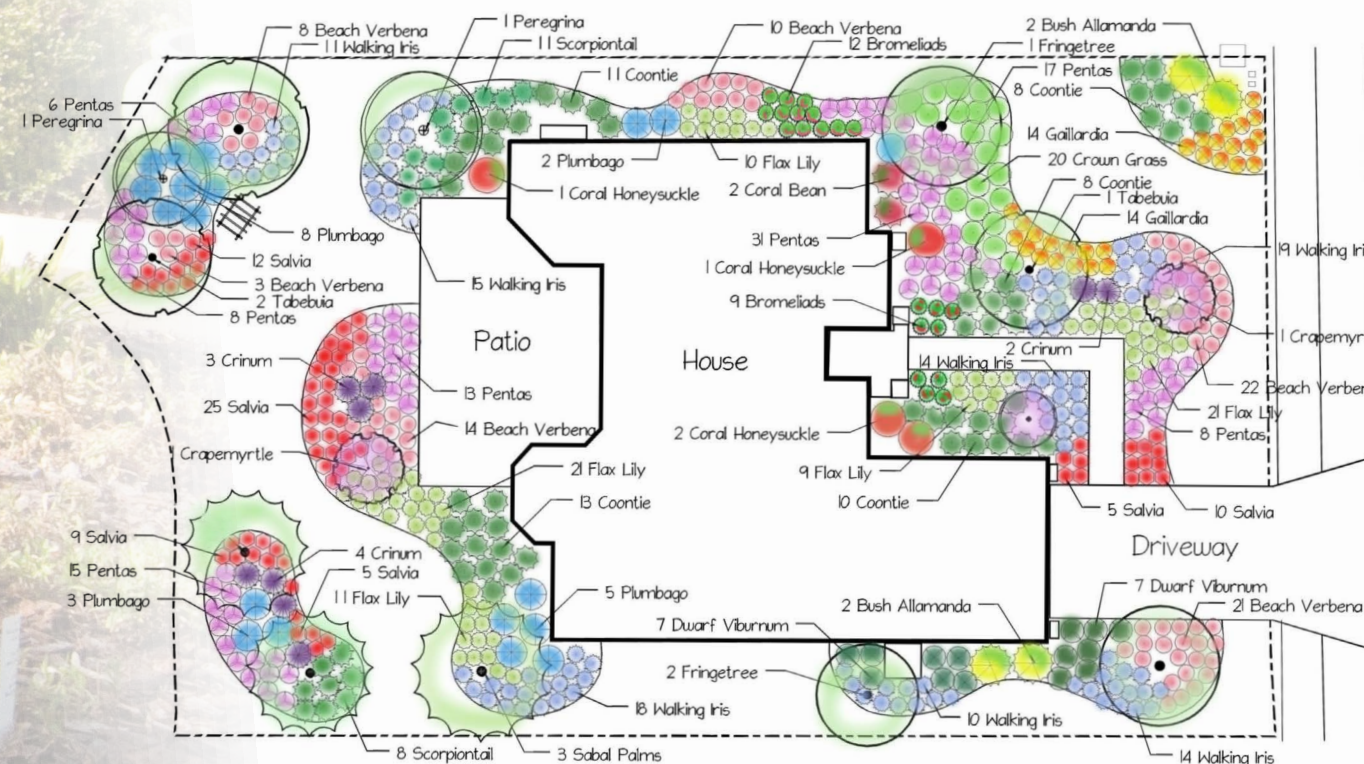 8 Beach Verbena
11 Walking Iris
6 Pentas
1 Peregrina
8 Plumbago
12 Salvia
3 Beach Verbena
2 Tabebuia
8 Pentas
1 Peregrina
11 Scorpiontail
11 Coontie
2 Plumbago
1 Coral Honeysuckle
15 Walking Iris
10 Beach Verbena
12 Bromeliads
10 Flax Lily
2 Coral Bean
31 Pentas
1 Coral Honeysuckle
9 Bromeliads
2 Bush Allamanda
1 Fringetree
17 Pentas
8 Coontie
14 Gaillardia
20 Crown Grass
8 Coontie
1 Tabebuia
14 Gaillardia
19 Walking Iri
1 Crapemyr
2 Crinum
14 Walking Iris
22 Beach Verber
21 Flax Lily
8 Pentas
2 Coral Honeysuckle
9 Flax Lily
10 Coontie
5 Salvia
10 Salvia
Patio
House
Driveway
3 Crinum
13 Pentas
25 Salvia
14 Beach Verbena
Crapemyrtle
21 Flax Lily
13 Coontie
9 Salvia
15 Pentas
3 Plumbago
4 Crinum
5 Salvia
11 Flax Lily
5 Plumbago
7 Dwarf Viburnum
2 Bush Allamanda
7 Dwarf Viburnum
21 Beach Verbena
2 Fringetree
18 Walking Iris
10 Walking Iris
14 Walking Iris
8 Scorpiontail
3 Sabal Palms